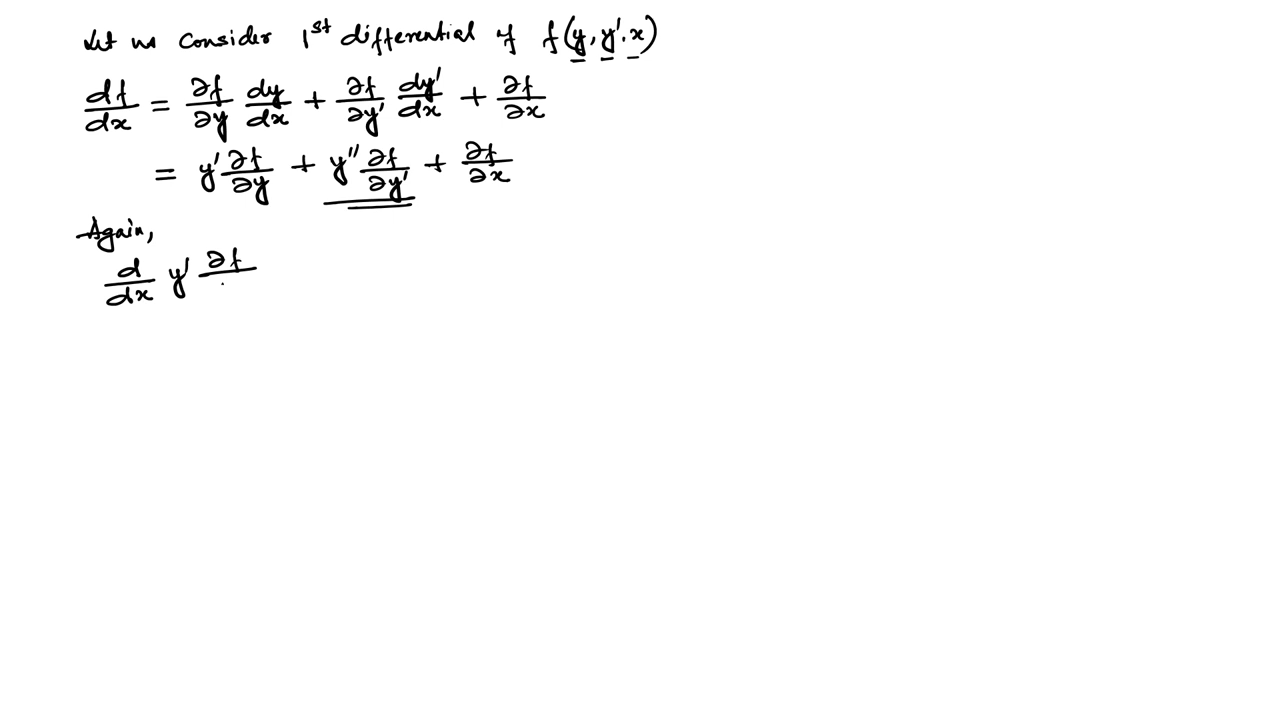 Let us consider 1st differential of f(y, y'. x)
df/dx = ∂f/∂y dy/dx + ∂f/∂y' dy'/dx + ∂f/∂x
= y' ∂f/∂y + y'' ∂f/∂y' + ∂f/∂x
Again,
d/dx y' ∂f